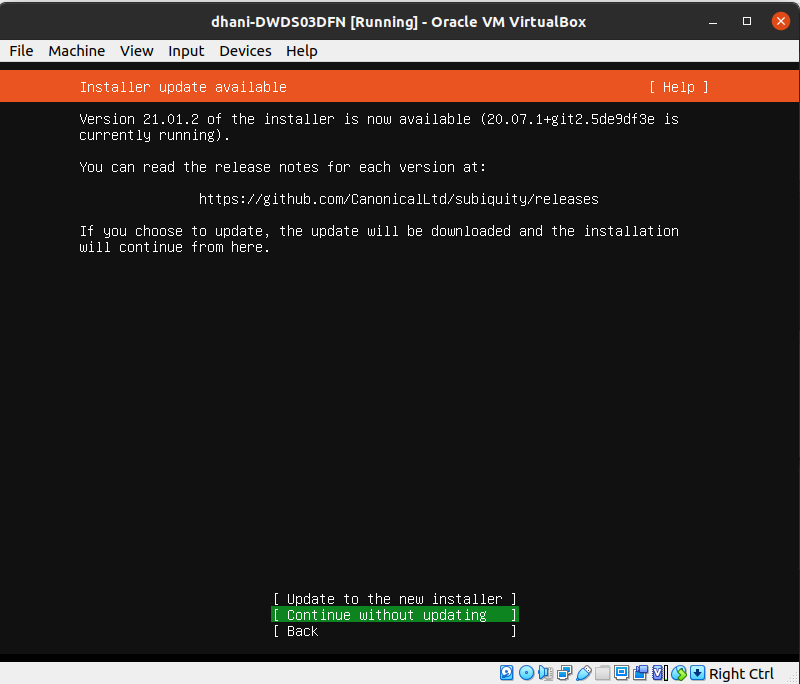 dhani-DWDS03DFN [Running] - Oracle VM VirtualBox
File Machine View Input Devices Help
Installer update available [ Help ]
Version 21.01.2 of the installer is now available (20.07.1+git2.5de9df3e is
currently running).
You can read the release notes for each version at:
https://github.com/CanonicalLtd/subiquity/releases
If you choose to update, the update will be downloaded and the installation
will continue from here.
[ Update to the new installer ]
[ Continue without updating ]
[ Back ]
Right Ctrl